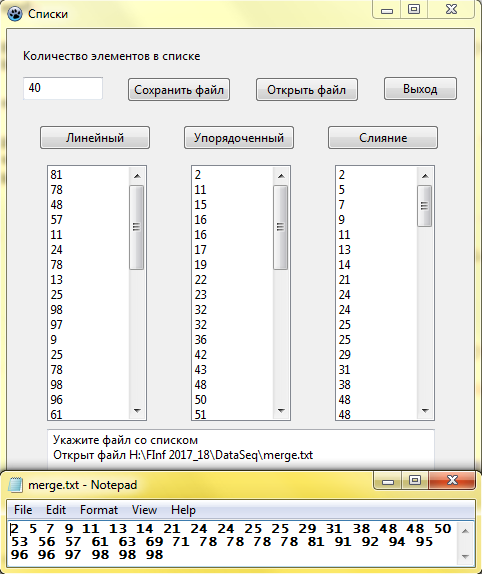 Списки
Количество элементов в списке
40 Сохранить файл Открыть файл Выход
Линейный Упорядоченный Слияние
81 2 2
78 11 5
48 15 7
57 16 9
11 16 11
24 17 13
78 19 14
13 22 21
25 23 24
98 32 24
97 32 25
9 36 25
25 42 29
78 43 31
98 48 38
96 50 48
61 51 48
Укажите файл со списком
Открыт файл H:\FInf 2017_18\DataSeq\merge.txt
merge.txt - Notepad
File Edit Format View Help
2 5 7 9 11 13 14 21 24 24 25 25 29 31 38 48 48 50
53 56 57 61 63 69 71 78 78 78 78 81 91 92 94 95
96 96 97 98 98 98